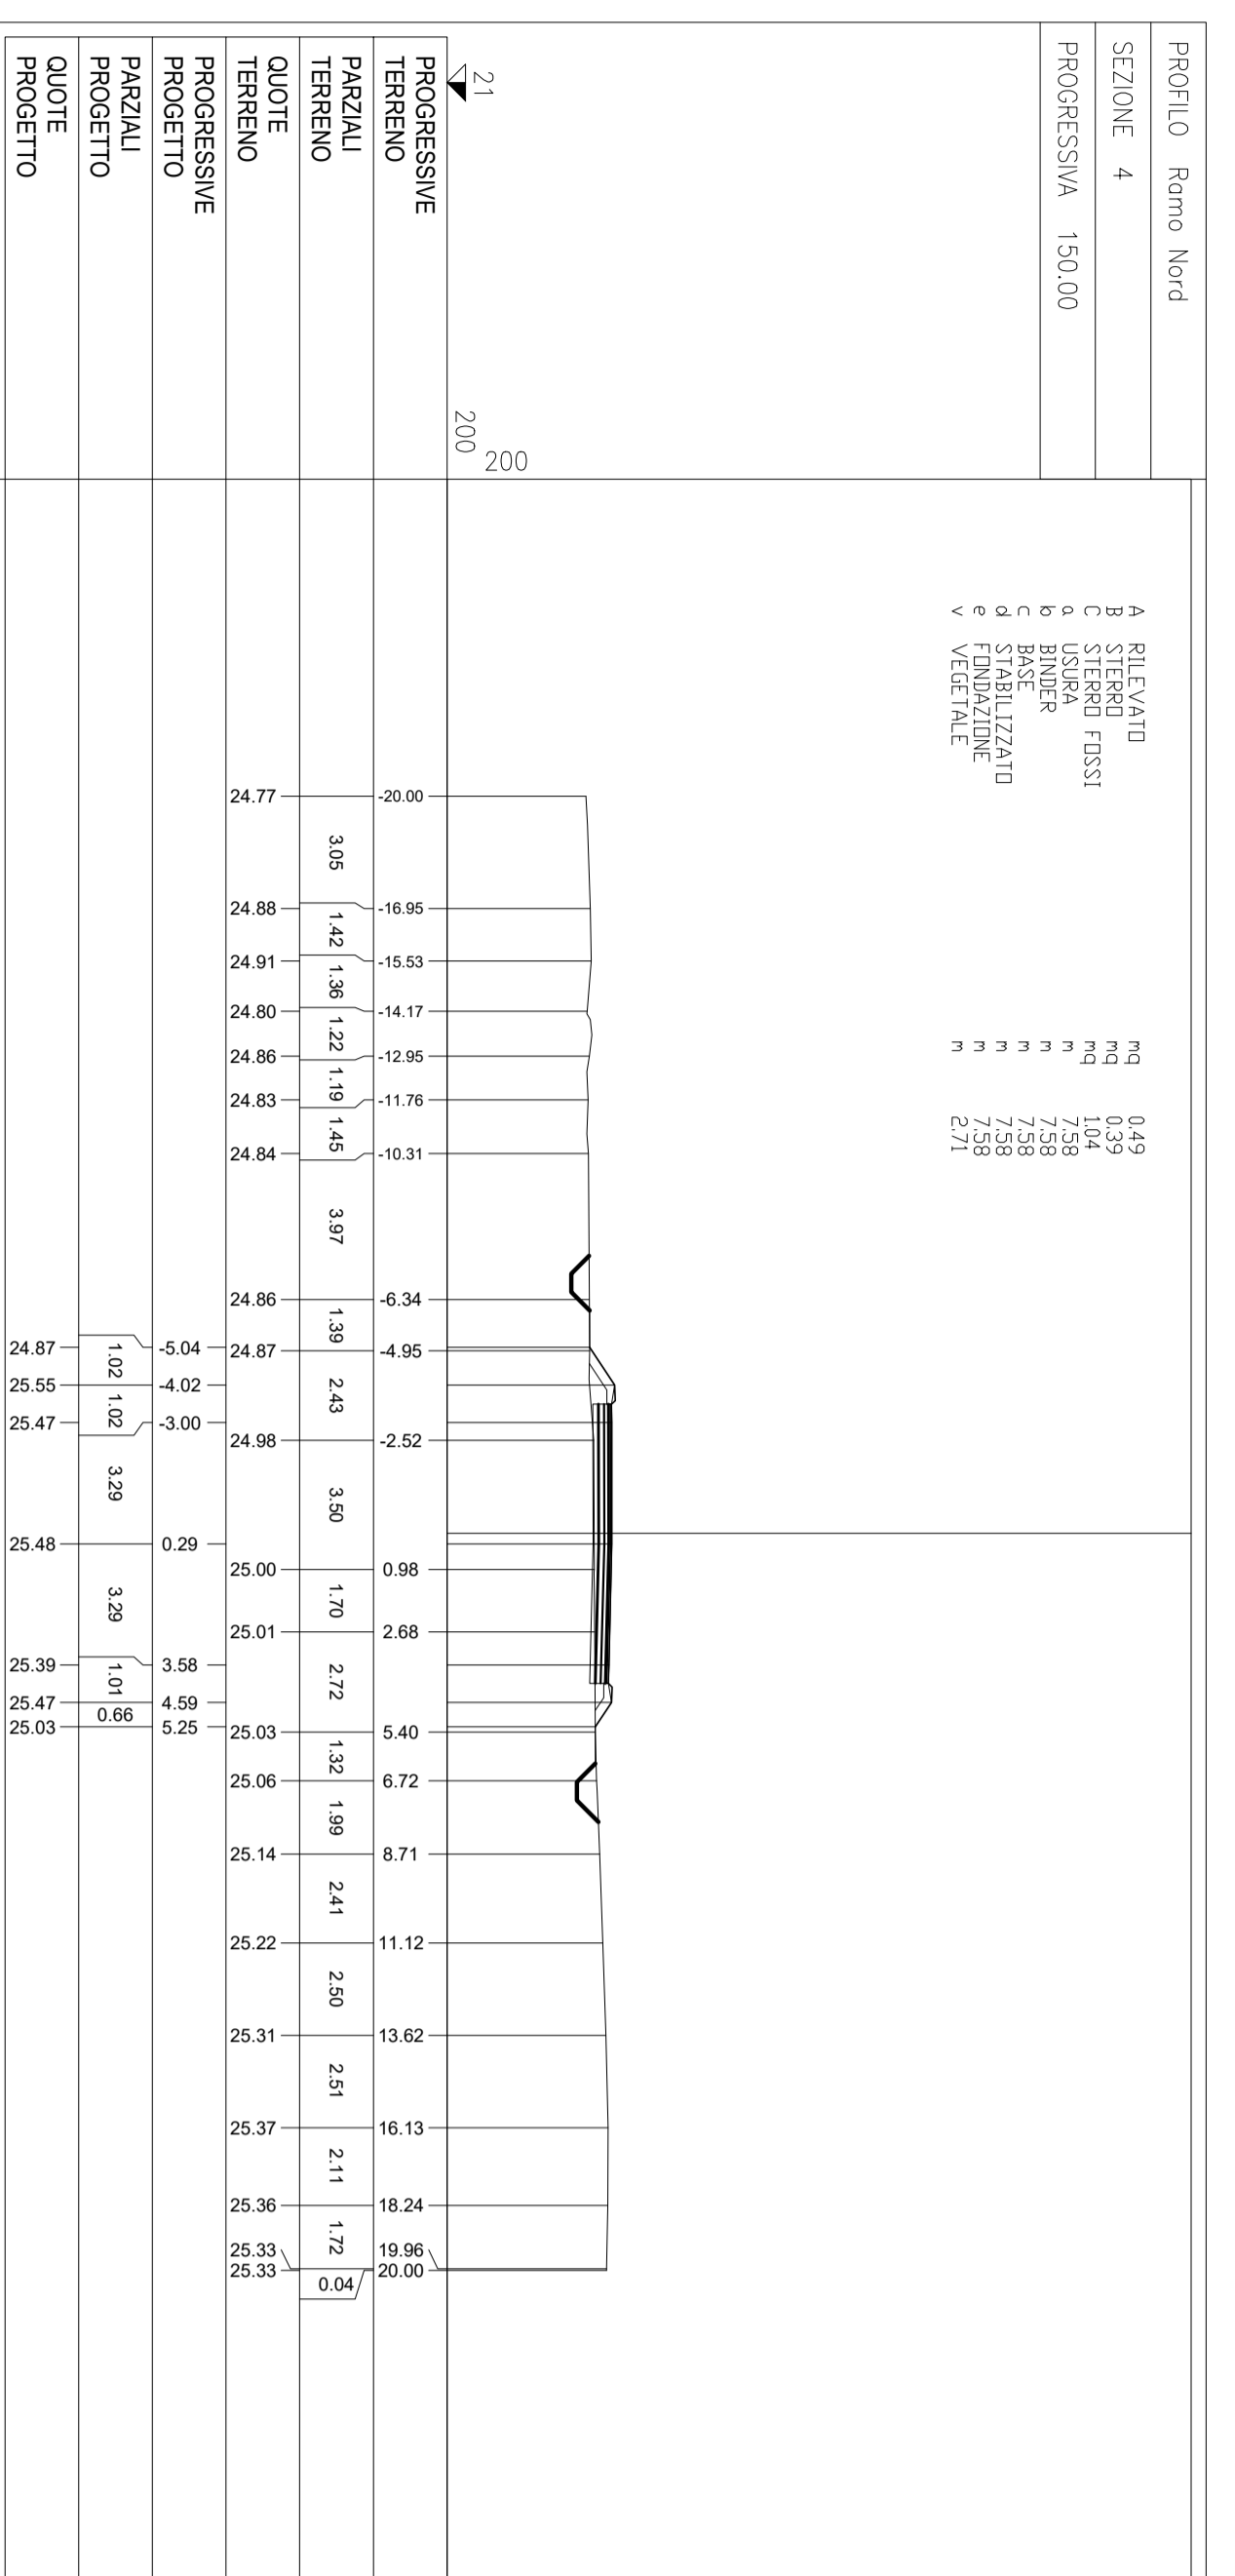 PROFILO Ramo Nord
SEZIONE 4
PROGRESSIVA 150.00
A RILEVATO mq 0.49
B STERRO mq 0.39
C STERRO FOSSI mq 1.04
a USURA m 7.58
b BINDER m 7.58
c BASE m 7.58
d STABILIZZATO m 7.58
e FONDAZIONE m 7.58
v VEGETALE m 2.71
200
200
21
PROGRESSIVE
TERRENO
-20.00 -16.95 -15.53 -14.17 -12.95 -11.76 -10.31 -6.34 -4.95 -2.52 0.98 2.68 5.40 6.72 8.71 11.12 13.62 16.13 18.24 19.96 20.00
PARZIALI
TERRENO
3.05 1.42 1.36 1.22 1.19 1.45 3.97 1.39 2.43 3.50 1.70 2.72 1.32 1.99 2.41 2.50 2.51 2.11 1.72 0.04
QUOTE
TERRENO
24.77 24.88 24.91 24.80 24.86 24.83 24.84 24.86 24.87 24.98 25.00 25.01 25.03 25.06 25.14 25.22 25.31 25.37 25.36 25.33 25.33
PROGRESSIVE
PROGETTO
-5.04 -4.02 -3.00 0.29 3.58 4.59 5.25
PARZIALI
PROGETTO
1.02 1.02 3.29 3.29 1.01 0.66
QUOTE
PROGETTO
24.87 25.55 25.47 25.48 25.39 25.47 25.03